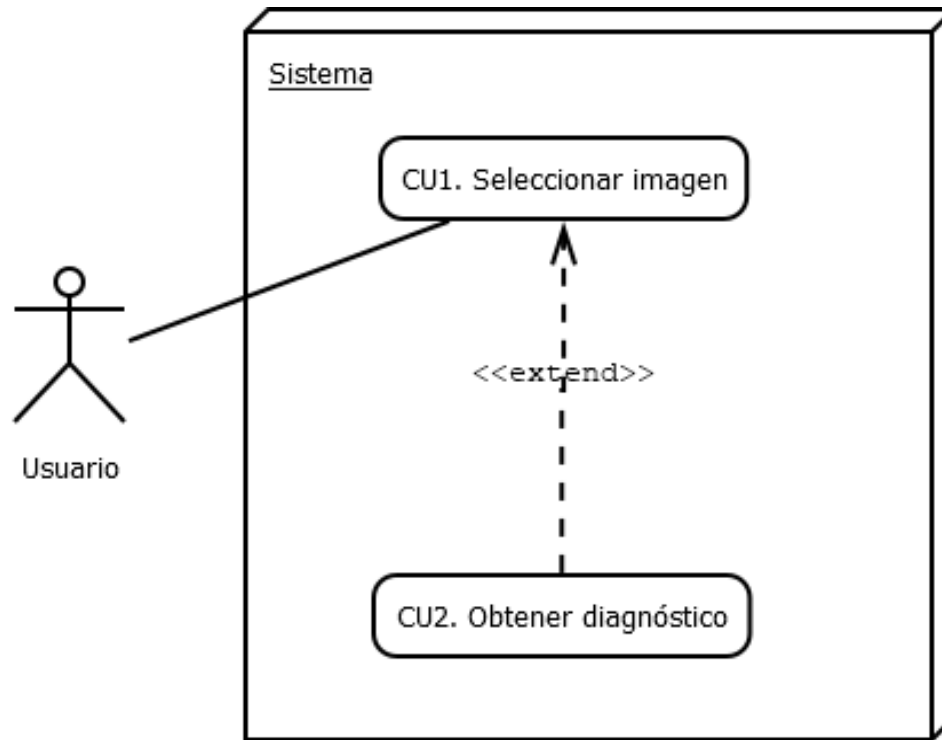 Sistema
CU1. Seleccionar imagen
<<extend>>
Usuario
CU2. Obtener diagnóstico